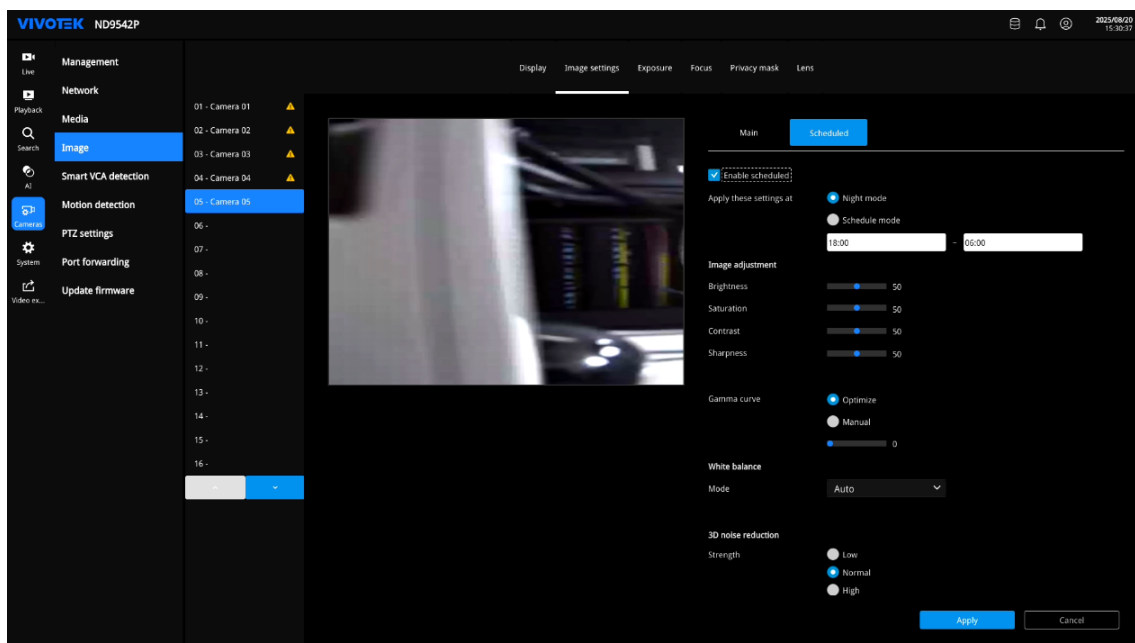 VIVOTEK ND9542P
2025/08/20
15:30:37
Live
Playback
Search
AI
Cameras
System
Video ex...
Management
Network
Media
Image
Smart VCA detection
Motion detection
PTZ settings
Port forwarding
Update firmware
Display Image settings Exposure Focus Privacy mask Lens
01 - Camera 01
02 - Camera 02
03 - Camera 03
04 - Camera 04
05 - Camera 05
06 -
07 -
08 -
09 -
10 -
11 -
12 -
13 -
14 -
15 -
16 -
Main Scheduled
Enable scheduled
Apply these settings at Night mode
Schedule mode
18:00 – 06:00
Image adjustment
Brightness 50
Saturation 50
Contrast 50
Sharpness 50
Gamma curve Optimize
Manual
0
White balance
Mode Auto
3D noise reduction
Strength Low
Normal
High
Apply Cancel